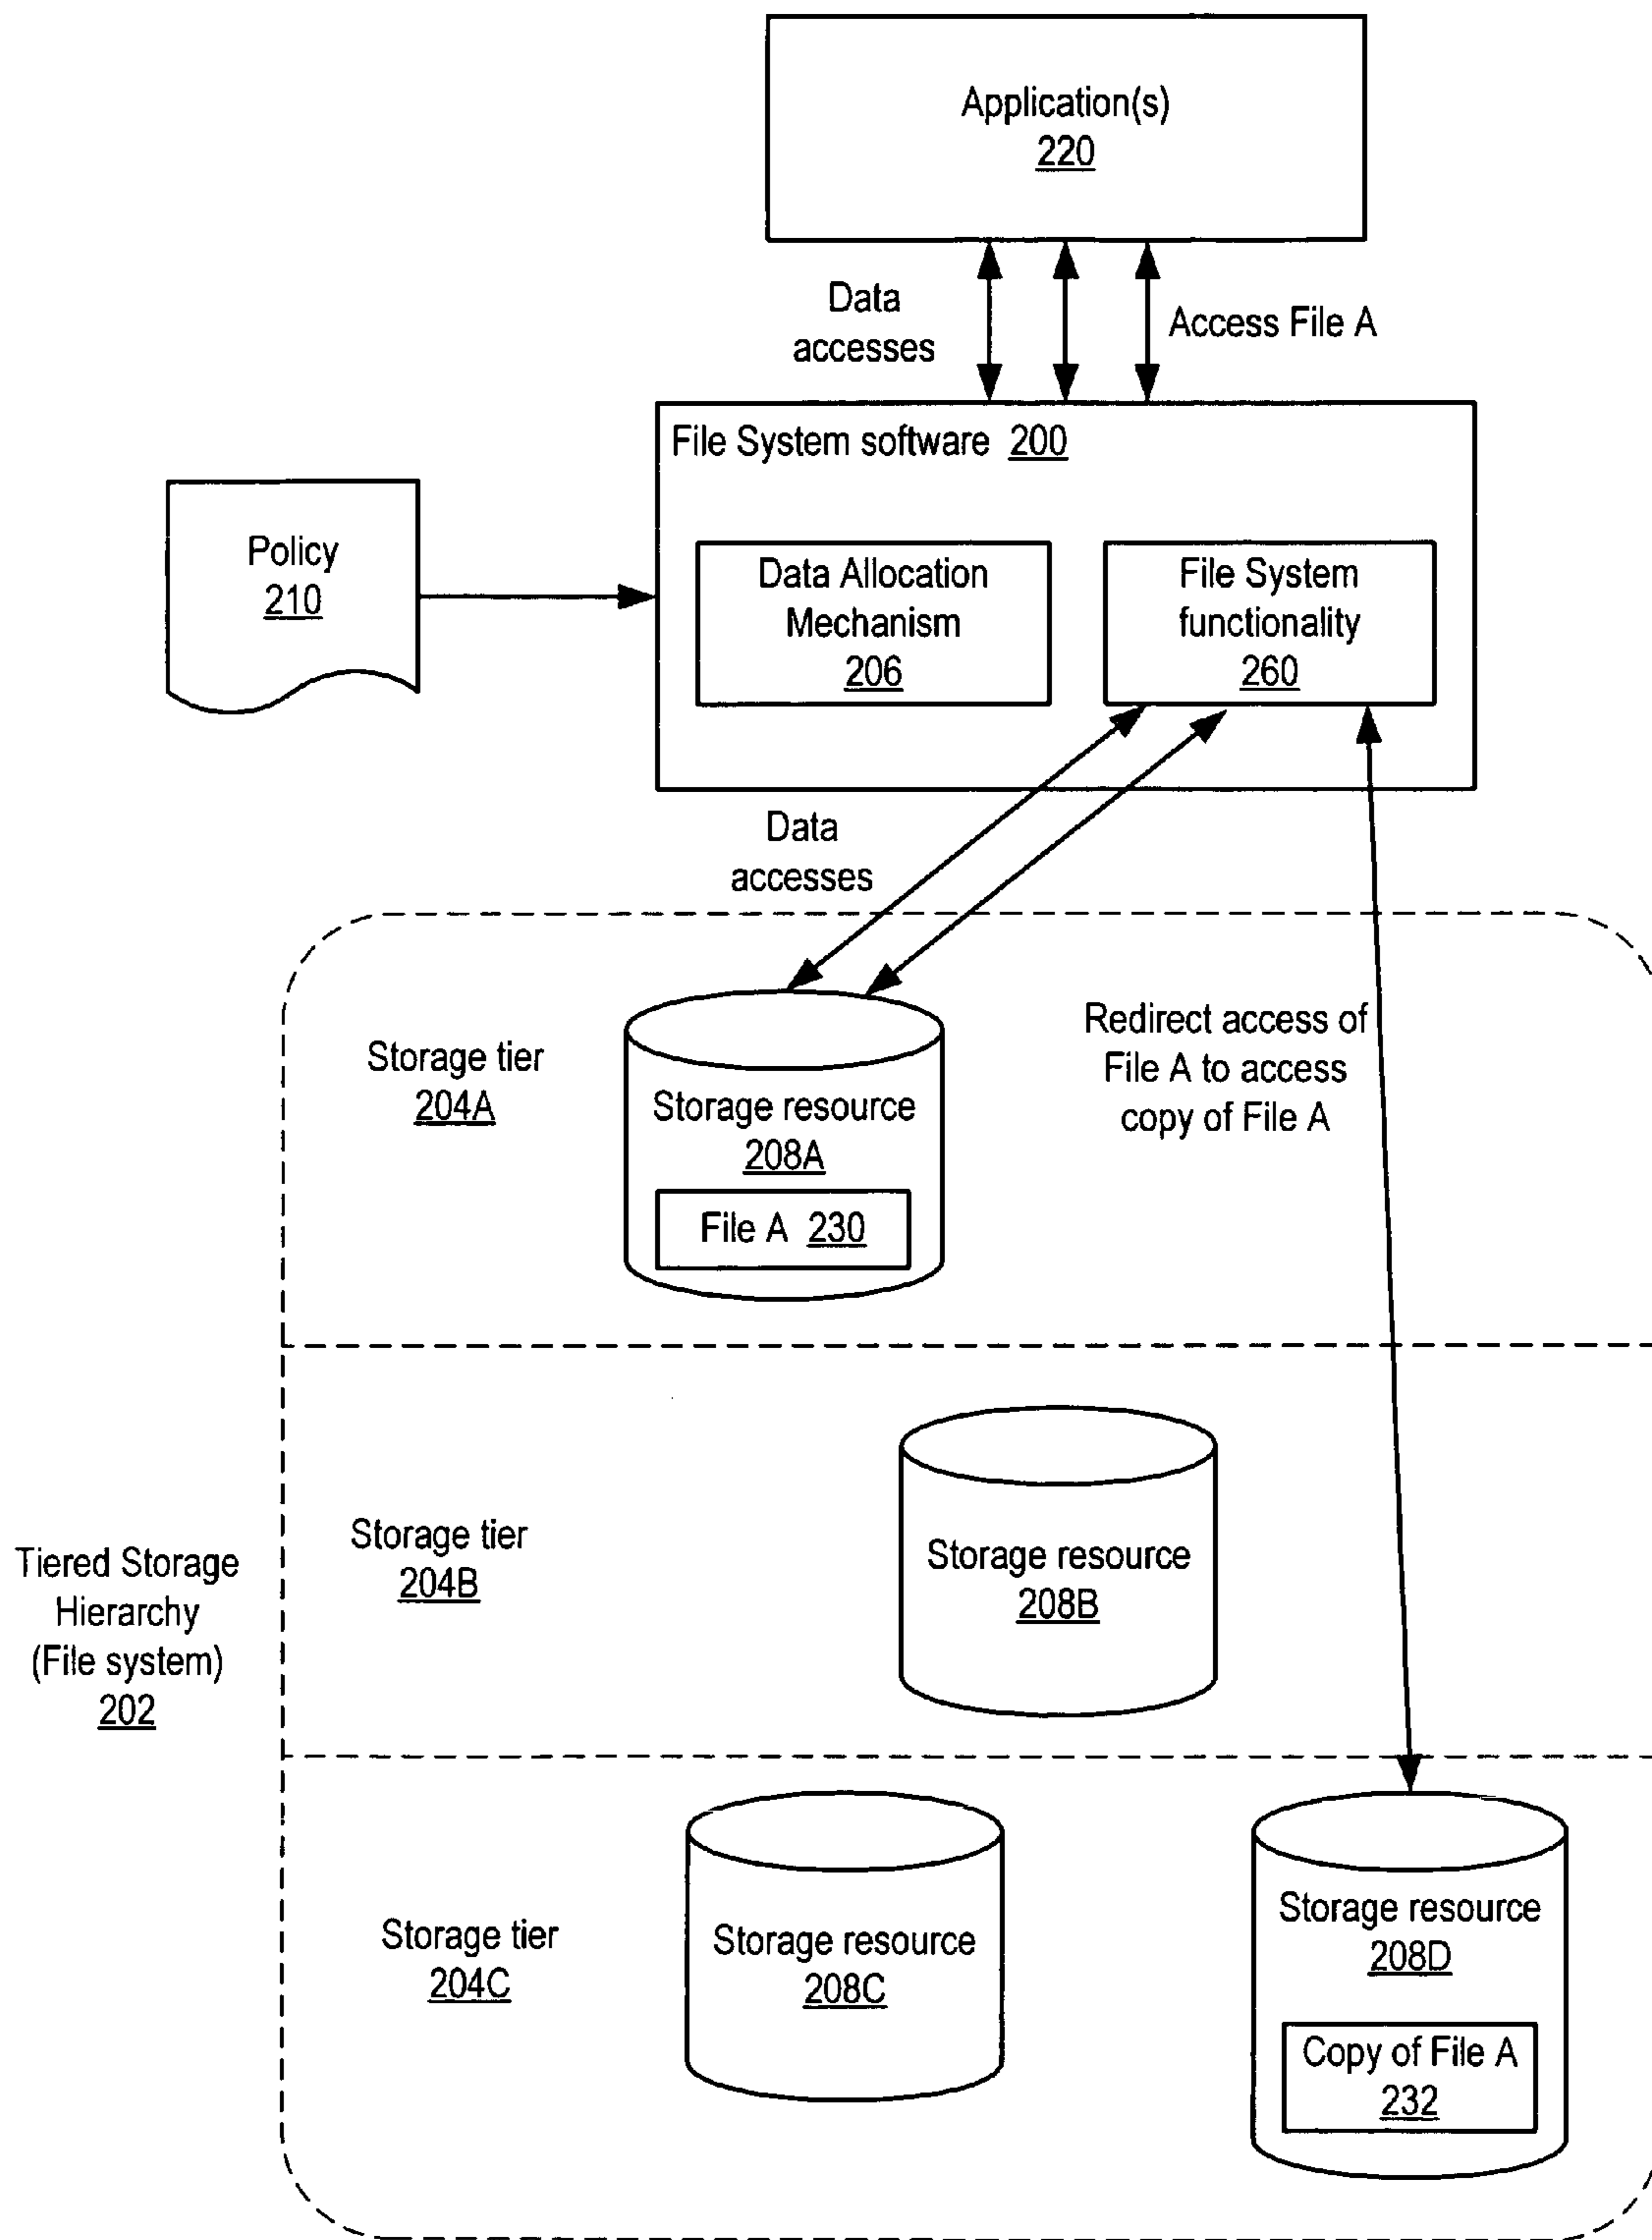 Application(s)
220
Data
accesses
Access File A
File System software 200
Policy
210
Data Allocation
Mechanism
206
File System
functionality
260
Data
accesses
Storage tier
204A
Storage resource
208A
File A 230
Redirect access of
File A to access
copy of File A
Storage tier
204B
Storage resource
208B
Tiered Storage
Hierarchy
(File system)
202
Storage tier
204C
Storage resource
208C
Storage resource
208D
Copy of File A
232